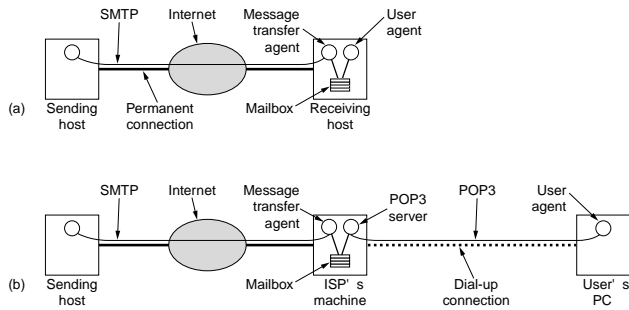 SMTP
Internet
Message
transfer
agent
User
agent
Mailbox
(a)
Sending
host
Permanent
connection
Receiving
host
SMTP
Internet
Message
transfer
agent
POP3
server
POP3
User
agent
Mailbox
(b)
Sending
host
ISP' s
machine
Dial-up
connection
User' s
PC